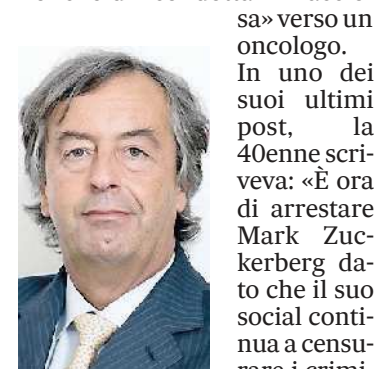 sa» verso un
oncologo.
In uno dei
suoi ultimi
post, la
40enne scri-
veva: «È ora
di arrestare
Mark Zuc-
kerberg da-
to che il suo
social conti-
nua a censu-